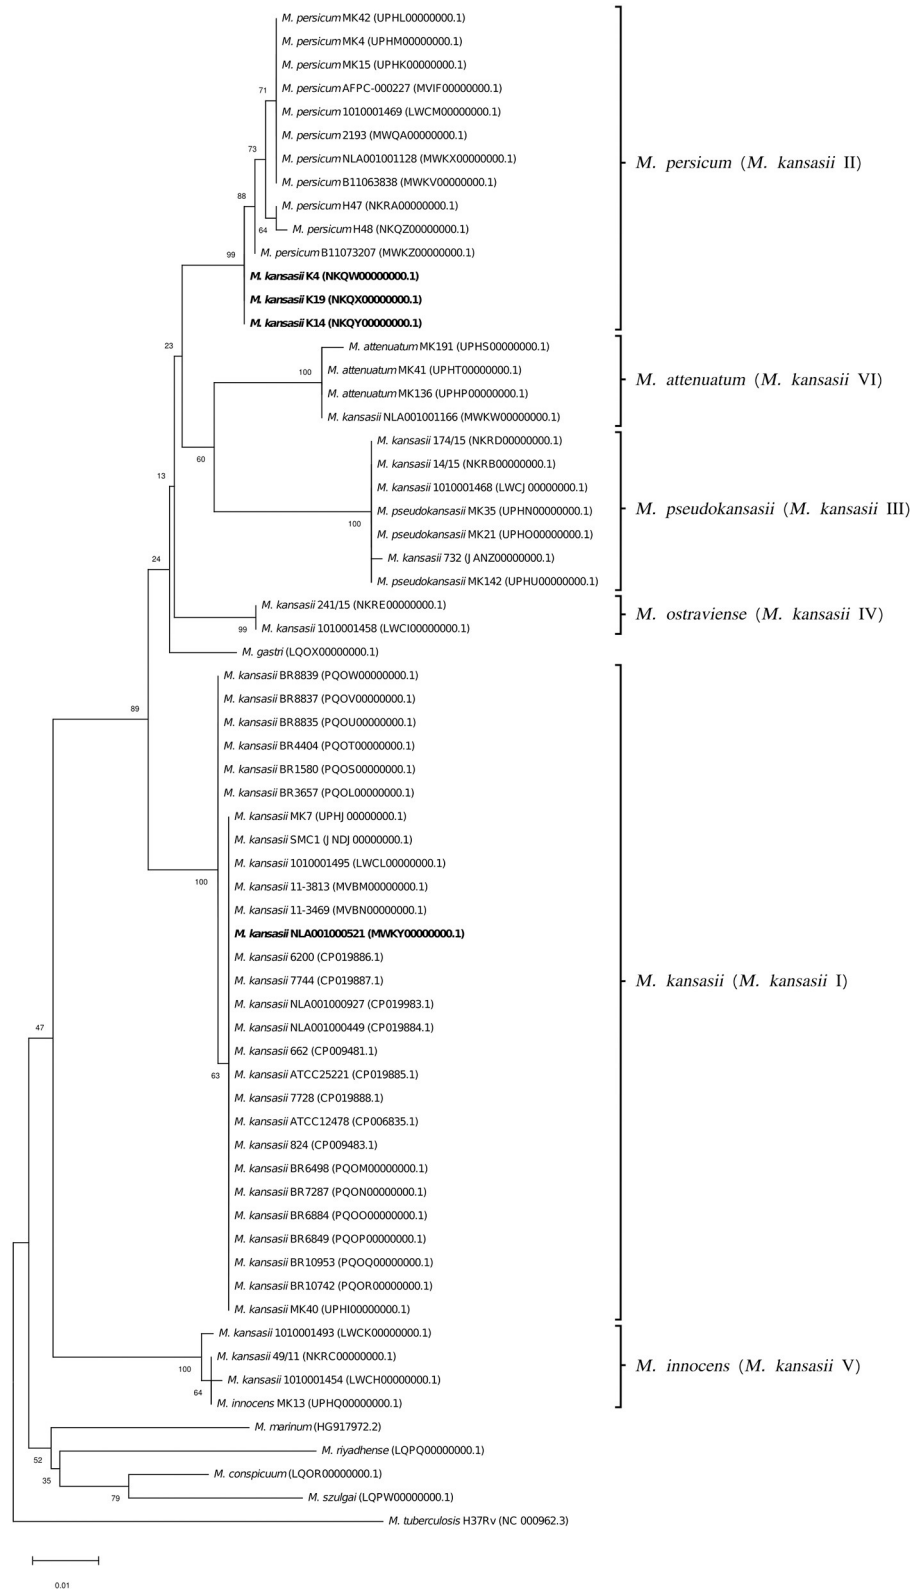 M. persicum MK42 (UPHL00000000.1)
M. persicum MK4 (UPHM00000000.1)
M. persicum MK15 (UPHK00000000.1)
71
M. persicum AFPC-000227 (MVIF00000000.1)
M. persicum 1010001469 (LWCM00000000.1)
M. persicum 2193 (MWQA00000000.1)
73
M. persicum NLA001001128 (MWKX00000000.1)
M. persicum (M. kansasii II)
M. persicum B11063838 (MWKV00000000.1)
88
M. persicum H47 (NKRA00000000.1)
64
M. persicum H48 (NKQZ00000000.1)
99
M. persicum B11073207 (MWKZ00000000.1)
M. kansasii K4 (NKQW00000000.1)
M. kansasii K19 (NKQX00000000.1)
M. kansasii K14 (NKQY00000000.1)
23
M. attenuatum MK191 (UPHS00000000.1)
100
M. attenuatum MK41 (UPHT00000000.1)
M. attenuatum (M. kansasii VI)
M. attenuatum MK136 (UPHP00000000.1)
M. kansasii NLA001001166 (MWKW00000000.1)
M. kansasii 174/15 (NKRD00000000.1)
60
M. kansasii 14/15 (NKRB00000000.1)
13
M. kansasii 1010001468 (LWCJ00000000.1)
M. pseudokansasii MK35 (UPHN00000000.1)
M. pseudokansasii (M. kansasii III)
100
M. pseudokansasii MK21 (UPHO00000000.1)
24
M. kansasii 732 (JANZ00000000.1)
M. pseudokansasii MK142 (UPHU00000000.1)
M. kansasii 241/15 (NKRE00000000.1)
M. ostraviense (M. kansasii IV)
99
M. kansasii 1010001458 (LWCI00000000.1)
M. gastri (LQOX00000000.1)
M. kansasii BR8839 (PQOW00000000.1)
M. kansasii BR8837 (PQOV00000000.1)
89
M. kansasii BR8835 (PQOU00000000.1)
M. kansasii BR4404 (PQOT00000000.1)
M. kansasii BR1580 (PQOS00000000.1)
M. kansasii BR3657 (PQOL00000000.1)
M. kansasii MK7 (UPHJ00000000.1)
M. kansasii SMC1 (JNDJ00000000.1)
M. kansasii 1010001495 (LWCL00000000.1)
100
M. kansasii 11-3813 (MVBM00000000.1)
M. kansasii 11-3469 (MVBN00000000.1)
M. kansasii NLA001000521 (MWKY00000000.1)
M. kansasii 6200 (CP019886.1)
M. kansasii 7744 (CP019887.1)
M. kansasii (M. kansasii I)
M. kansasii NLA001000927 (CP019983.1)
47
M. kansasii NLA001000449 (CP019884.1)
M. kansasii 662 (CP009481.1)
63
M. kansasii ATCC25221 (CP019885.1)
M. kansasii 7728 (CP019888.1)
M. kansasii ATCC12478 (CP006835.1)
M. kansasii 824 (CP009483.1)
M. kansasii BR6498 (PQOM00000000.1)
M. kansasii BR7287 (PQON00000000.1)
M. kansasii BR6884 (PQOO00000000.1)
M. kansasii BR6849 (PQOP00000000.1)
M. kansasii BR10953 (PQOQ00000000.1)
M. kansasii BR10742 (PQOR00000000.1)
M. kansasii MK40 (UPHI00000000.1)
M. kansasii 1010001493 (LWCK00000000.1)
M. kansasii 49/11 (NKRC00000000.1)
M. innocens (M. kansasii V)
100
M. kansasii 1010001454 (LWCH00000000.1)
64
M. innocens MK13 (UPHQ00000000.1)
M. marinum (HG917972.2)
52
M. riyadhense (LQPQ00000000.1)
35
M. conspicuum (LQOR00000000.1)
79
M. szulgai (LQPW00000000.1)
M. tuberculosis H37Rv (NC 000962.3)
0.01